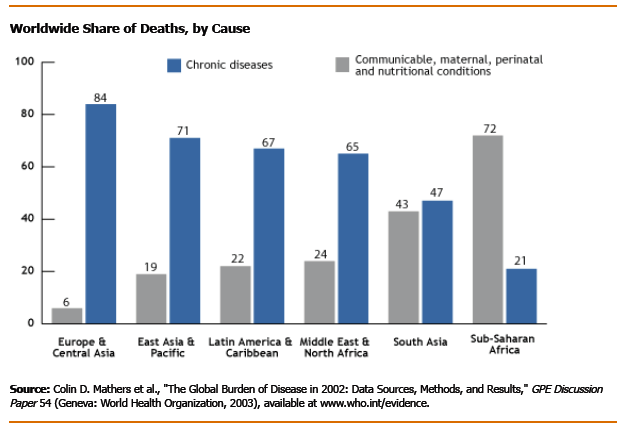 Worldwide Share of Deaths, by Cause
100
80
60
40
20
0
Chronic diseases
Communicable, maternal, perinatal
and nutritional conditions
6
84
19
71
22
67
24
65
43
47
72
21
Europe &
Central Asia
East Asia &
Pacific
Latin America &
Caribbean
Middle East &
North Africa
South Asia
Sub-Saharan
Africa
Source: Colin D. Mathers et al., "The Global Burden of Disease in 2002: Data Sources, Methods, and Results," GPE Discussion
Paper 54 (Geneva: World Health Organization, 2003), available at www.who.int/evidence.